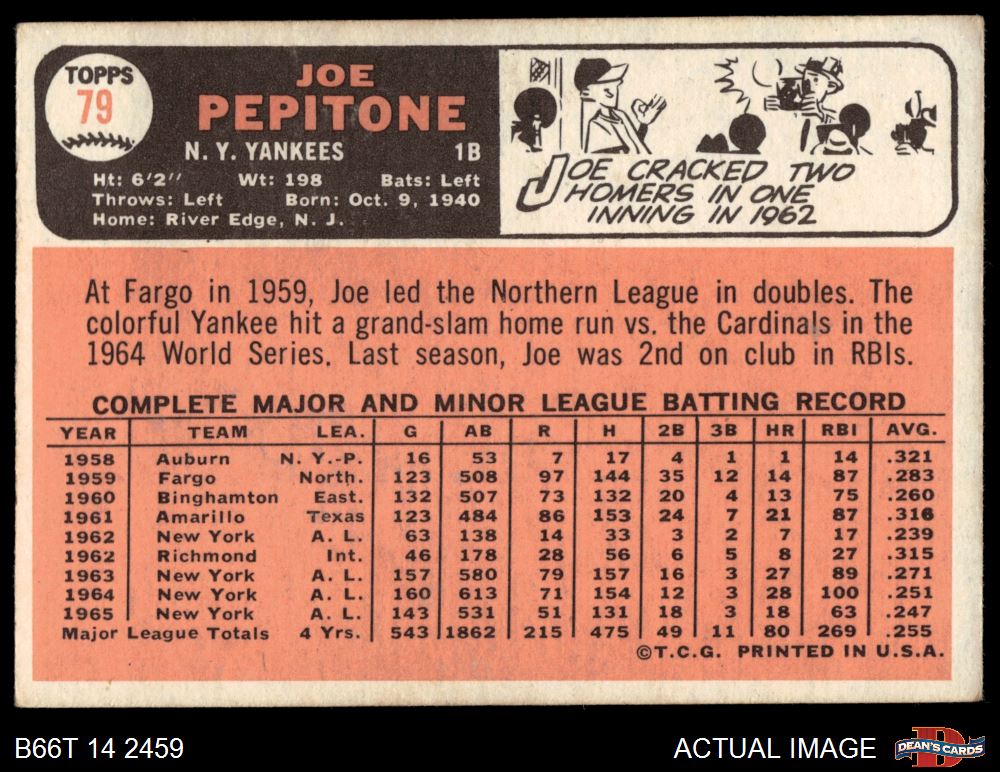 TOPPS
79
JOE
PEPITONE
N. Y. YANKEES 1B
Ht: 6'2" Wt: 198 Bats: Left
Throws: Left Born: Oct. 9, 1940
Home: River Edge, N. J.
JOE CRACKED TWO
HOMERS IN ONE
INNING IN 1962
At Fargo in 1959, Joe led the Northern League in doubles. The
colorful Yankee hit a grand-slam home run vs. the Cardinals in the
1964 World Series. Last season, Joe was 2nd on club in RBIs.
COMPLETE MAJOR AND MINOR LEAGUE BATTING RECORD
YEAR TEAM LEA. G AB R H 2B 3B HR RBI AVG.
1958 Auburn N. Y.-P. 16 53 7 17 4 1 1 14 .321
1959 Fargo North. 123 508 97 144 35 12 14 87 .283
1960 Binghamton East. 132 507 73 132 20 4 13 75 .260
1961 Amarillo Texas 123 484 86 153 24 7 21 87 .316
1962 New York A. L. 63 138 14 33 3 2 7 17 .239
1962 Richmond Int. 46 178 28 56 6 5 8 27 .315
1963 New York A. L. 157 580 79 157 16 3 27 89 .271
1964 New York A. L. 160 613 71 154 12 3 28 100 .251
1965 New York A. L. 143 531 51 131 18 3 18 63 .247
Major League Totals 4 Yrs. 543 1862 215 475 49 11 80 269 .255
©T.C.G. PRINTED IN U.S.A.
B66T 14 2459 ACTUAL IMAGE
DEAN'S CARDS